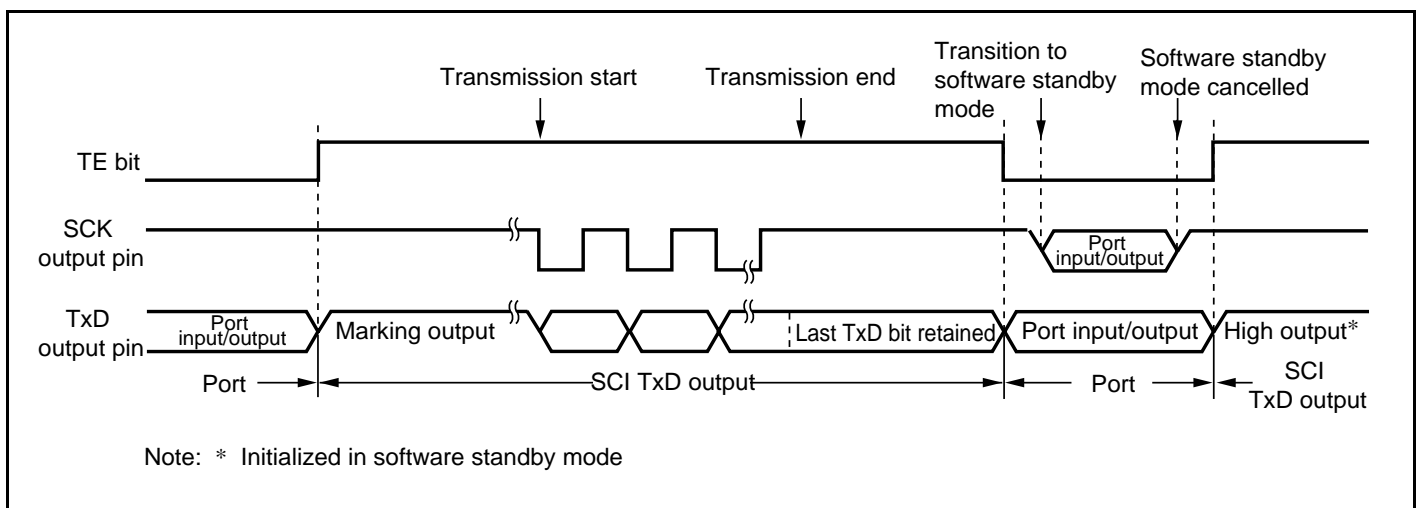 Transmission start
Transmission end
Transition to
software standby
mode
Software standby
mode cancelled
TE bit
SCK
output pin
Port
input/output
TxD
output pin
Port
input/output
Marking output
Last TxD bit retained
Port input/output
High output*
Port
SCI TxD output
Port
SCI
TxD output
Note: * Initialized in software standby mode